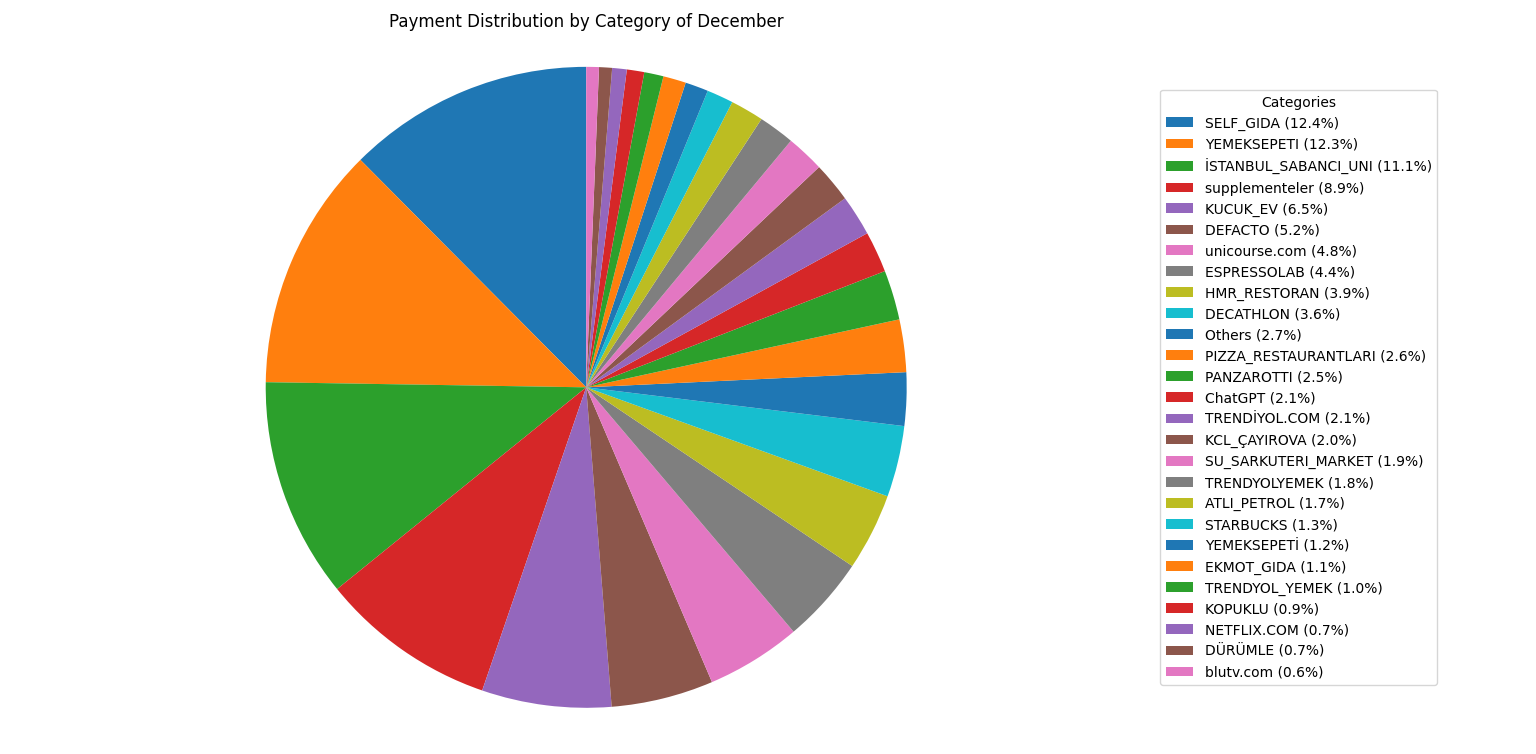 Payment Distribution by Category of December
Categories
SELF_GIDA (12.4%)
YEMEKSEPETI (12.3%)
İSTANBUL_SABANCI_UNI (11.1%)
supplementeler (8.9%)
KUCUK_EV (6.5%)
DEFACTO (5.2%)
unicourse.com (4.8%)
ESPRESSOLAB (4.4%)
HMR_RESTORAN (3.9%)
DECATHLON (3.6%)
Others (2.7%)
PIZZA_RESTAURANTLARI (2.6%)
PANZAROTTI (2.5%)
ChatGPT (2.1%)
TRENDİYOL.COM (2.1%)
KCL_ÇAYIROVA (2.0%)
SU_SARKUTERI_MARKET (1.9%)
TRENDYOLYEMEK (1.8%)
ATLI_PETROL (1.7%)
STARBUCKS (1.3%)
YEMEKSEPETİ (1.2%)
EKMOT_GIDA (1.1%)
TRENDYOL_YEMEK (1.0%)
KOPUKLU (0.9%)
NETFLIX.COM (0.7%)
DÜRÜMLE (0.7%)
blutv.com (0.6%)